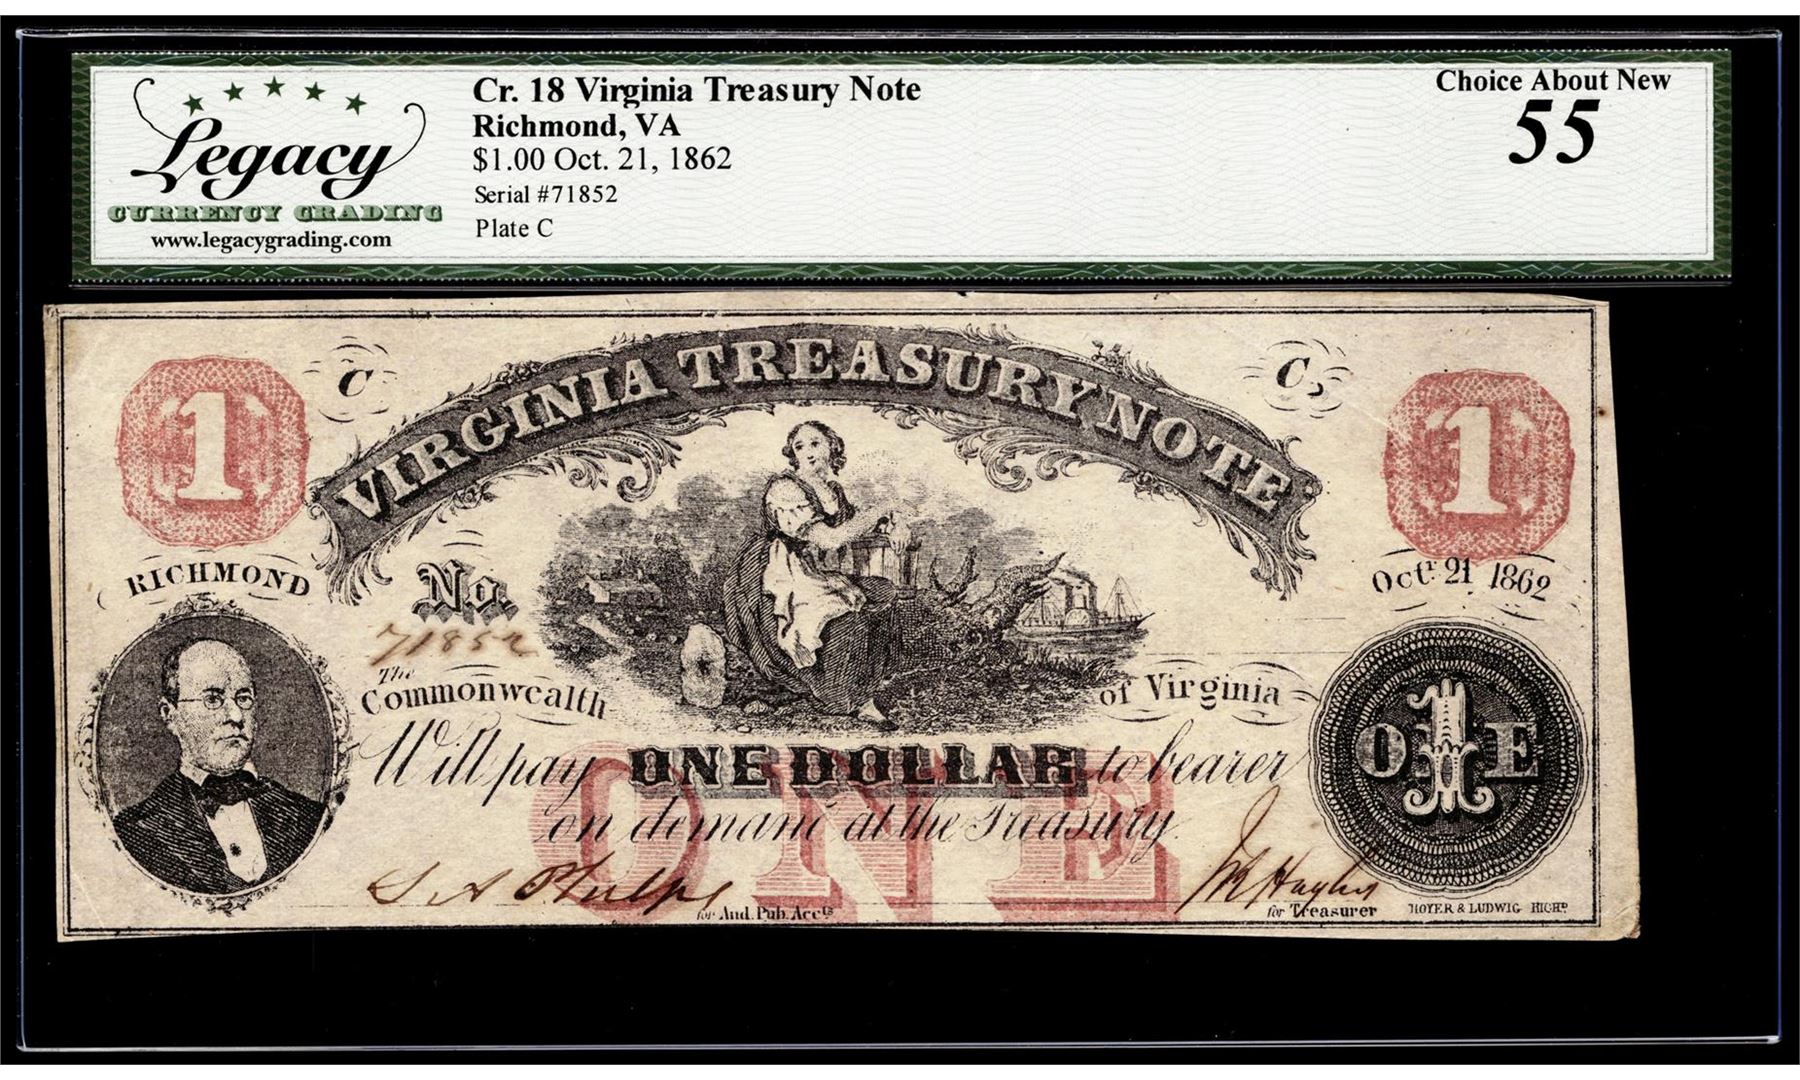 Legacy
CURRENCY GRADING
www.legacygrading.com
Cr. 18 Virginia Treasury Note
Richmond, VA
$1.00 Oct. 21, 1862
Serial #71852
Plate C
Choice About New
55
VIRGINIA TREASURY NOTE
1
C
C
1
RICHMOND
No.
71852
Octr. 21, 1862
The
Commonwealth of Virginia
Will pay ONE DOLLAR to bearer
on demand at the Treasury.
ONE
O 1 E
for Aud. Pub. Accts
for Treasurer
HOYER & LUDWIG RICHD